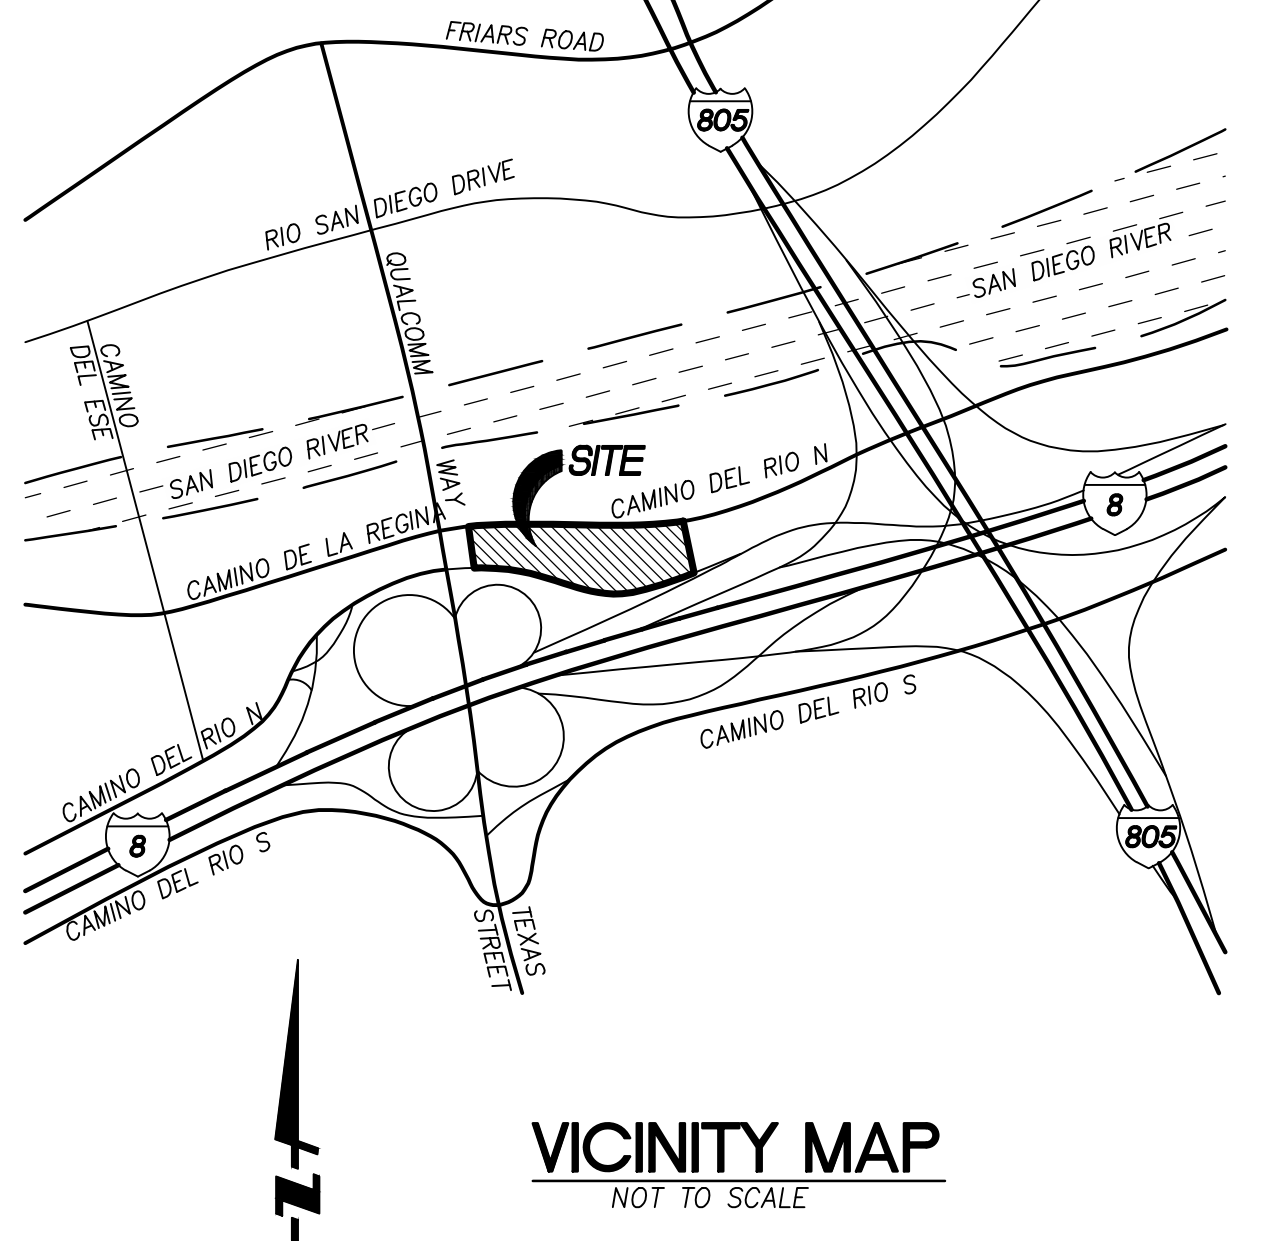 FRIARS ROAD
805
RIO SAN DIEGO DRIVE
SAN DIEGO RIVER
QUALCOMM
WAY
CAMINO
DEL ESE
SAN DIEGO RIVER
SITE
CAMINO DEL RIO N
CAMINO DE LA REGINA
8
CAMINO DEL RIO N
CAMINO DEL RIO S
8
805
CAMINO DEL RIO S
TEXAS
STREET
VICINITY MAP
NOT TO SCALE
N